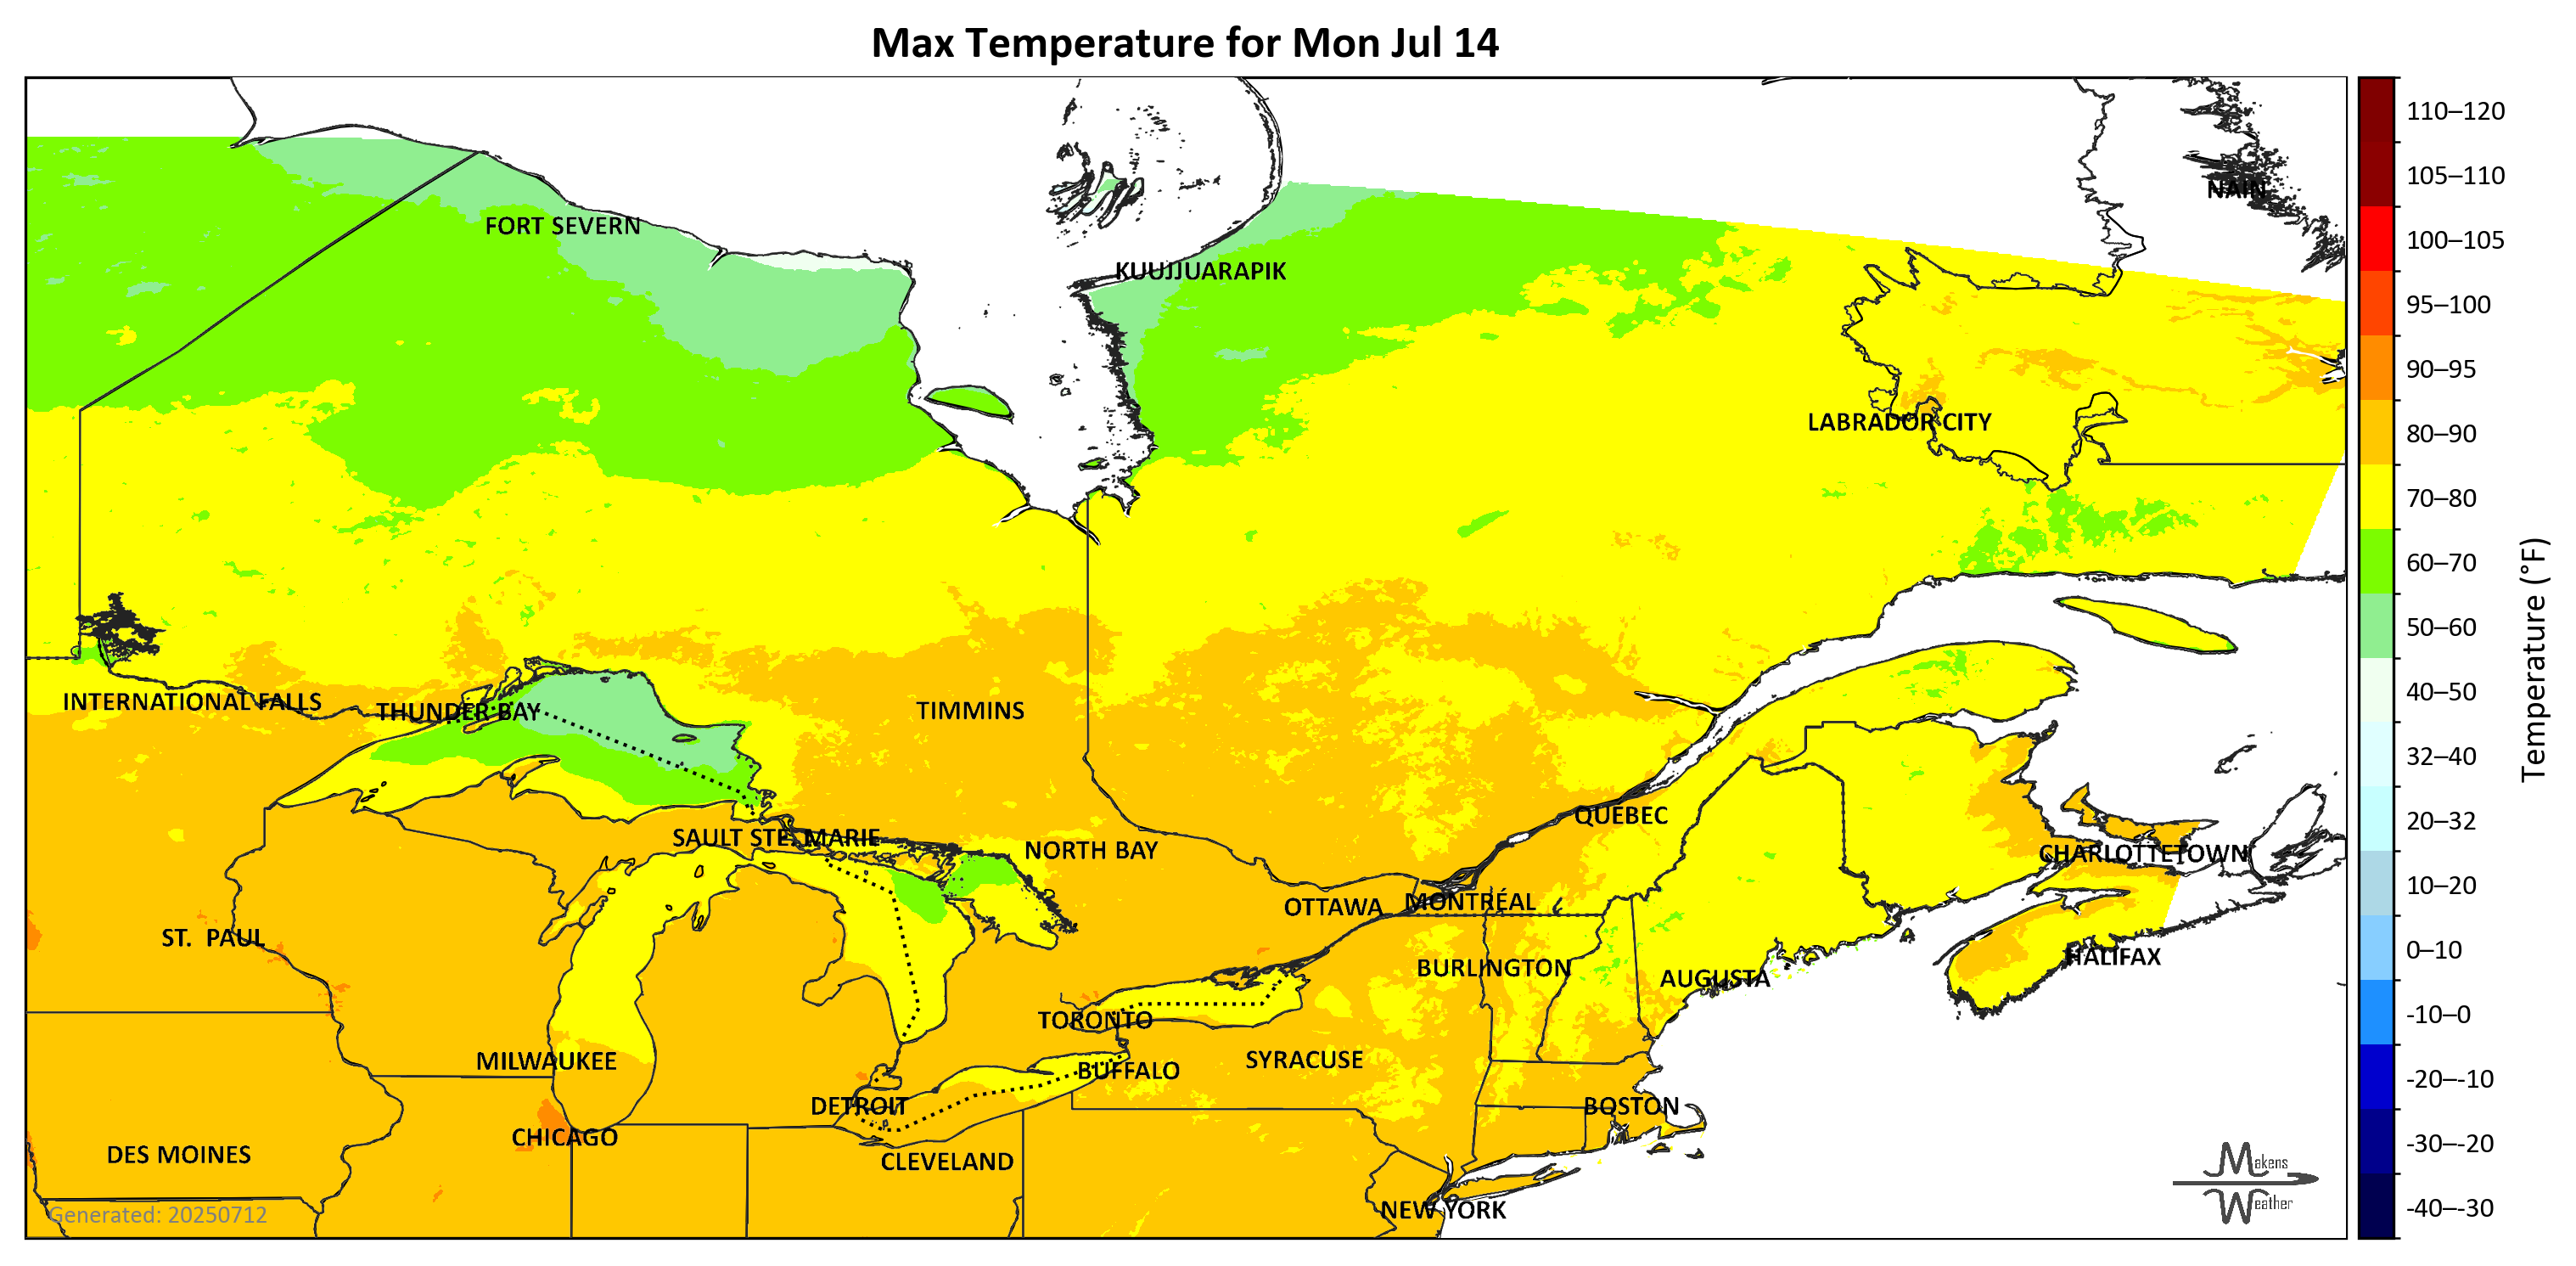 Max Temperature for Mon Jul 14
NAIN
FORT SEVERN
KUUJJUARAPIK
LABRADOR CITY
INTERNATIONAL FALLS
THUNDER BAY
TIMMINS
QUEBEC
SAULT STE. MARIE
NORTH BAY
CHARLOTTETOWN
OTTAWA
MONTRÉAL
ST. PAUL
BURLINGTON
AUGUSTA
HALIFAX
TORONTO
MILWAUKEE
SYRACUSE
BUFFALO
DETROIT
BOSTON
CHICAGO
DES MOINES
CLEVELAND
NEW YORK
Generated: 20250712
Makens
Weather
110–120
105–110
100–105
95–100
90–95
80–90
70–80
60–70
50–60
40–50
32–40
20–32
10–20
0–10
-10–0
-20–-10
-30–-20
-40–-30
Temperature (°F)